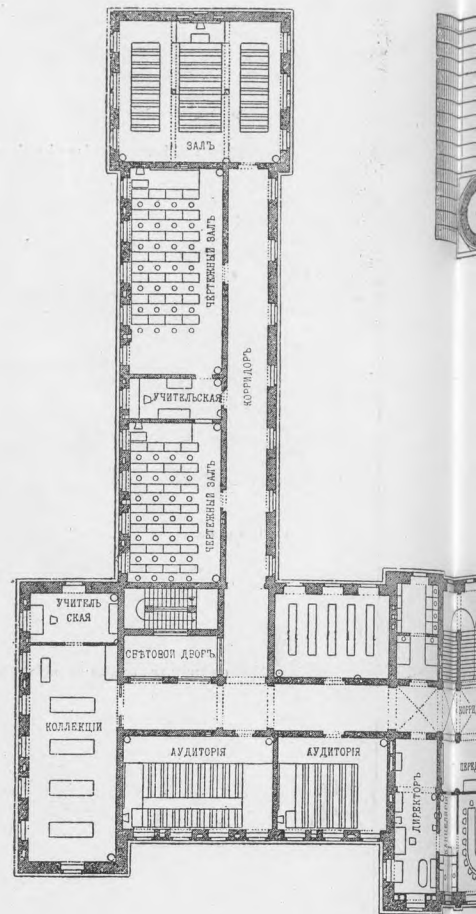 ЗАЛЪ
ЧЕРТЕЖНЫЙ ЗАЛЪ
КОРРИДОРЪ
УЧИТЕЛЬСКАЯ
ЧЕРТЕЖНЫЙ ЗАЛЪ
УЧИТЕЛЬ
СКАЯ
СВѢТОВОЙ ДВОРЪ
КОЛЛЕКЦІИ
АУДИТОРІЯ
АУДИТОРІЯ
ДИРЕКТОРЪ